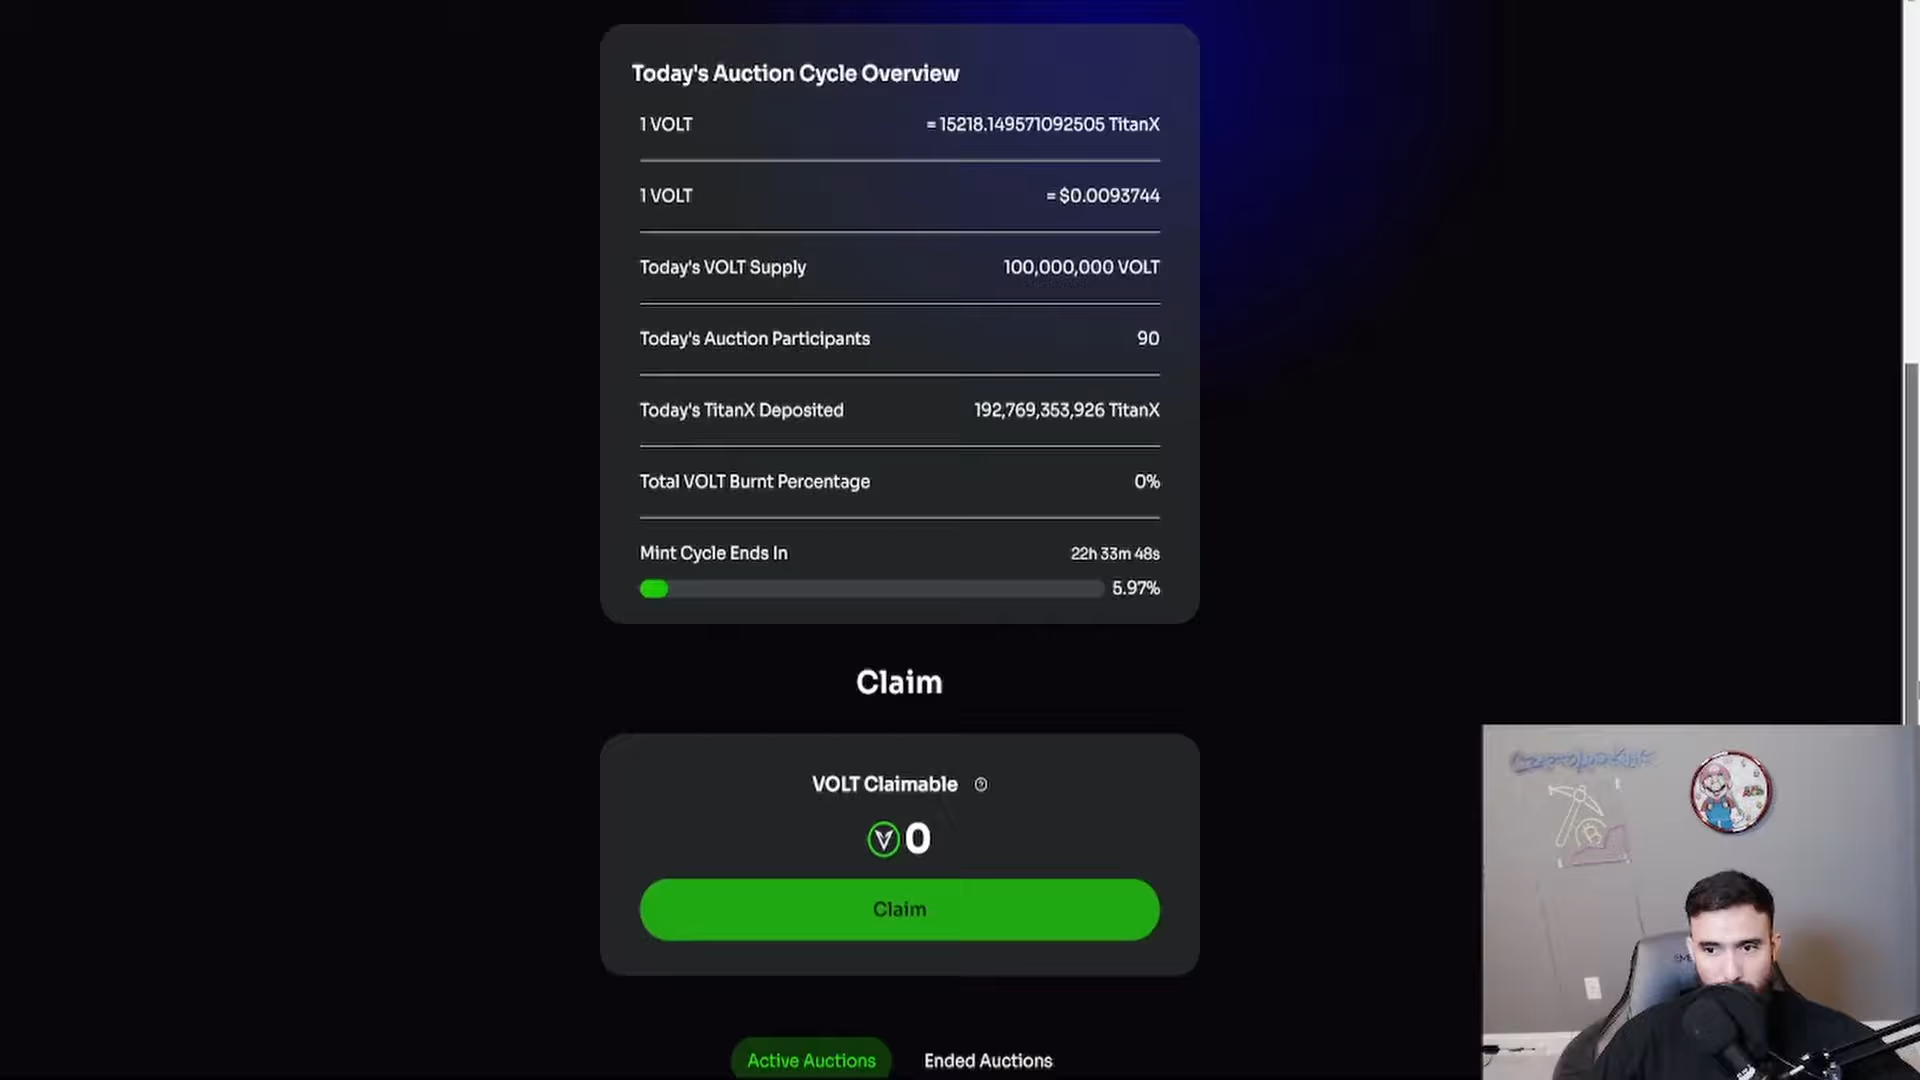 Today's Auction Cycle Overview
1 VOLT = 15218.149571092505 TitanX
1 VOLT = $0.0093744
Today's VOLT Supply 100,000,000 VOLT
Today's Auction Participants 90
Today's TitanX Deposited 192,769,353,926 TitanX
Total VOLT Burnt Percentage 0%
Mint Cycle Ends In 22h 33m 48s
5.97%
Claim
VOLT Claimable
0
Claim
Active Auctions Ended Auctions